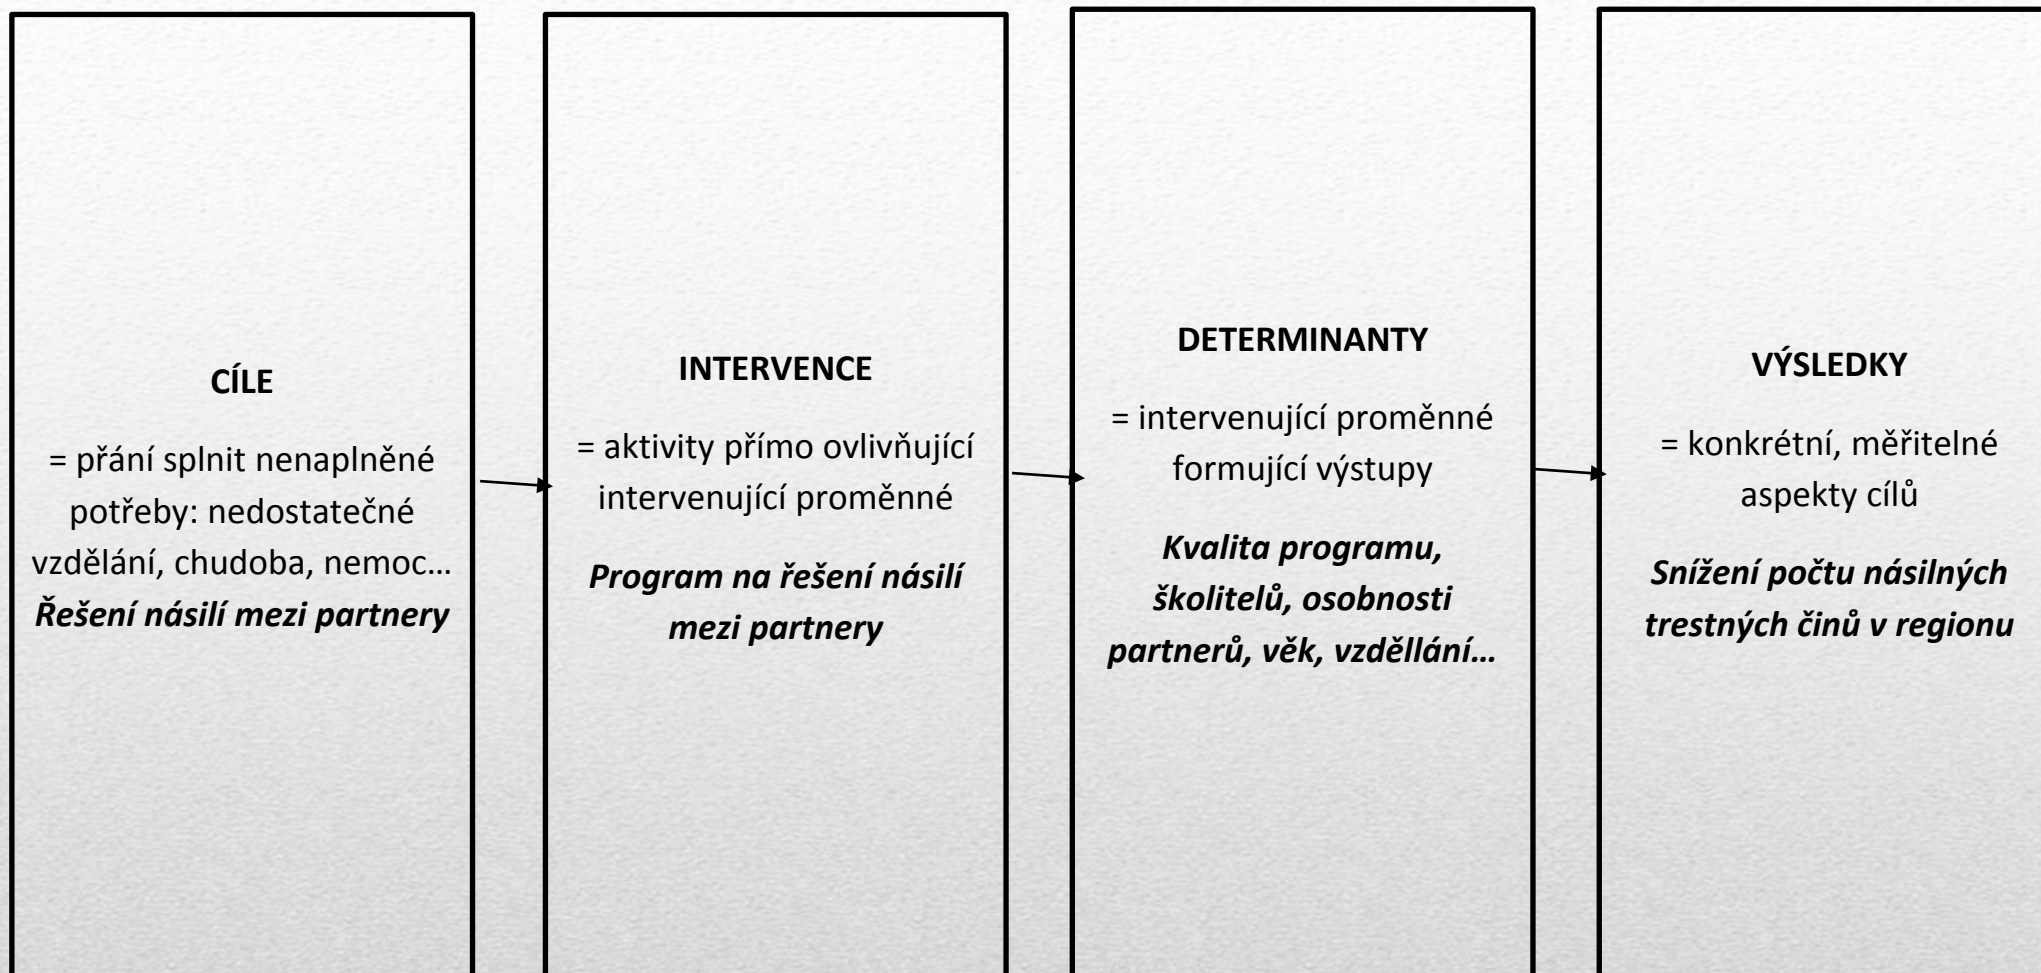 CÍLE
= přání splnit nenaplněné
potřeby: nedostatečné
vzdělání, chudoba, nemoc…
Řešení násilí mezi partnery
INTERVENCE
= aktivity přímo ovlivňující
intervenující proměnné
Program na řešení násilí
mezi partnery
DETERMINANTY
= intervenující proměnné
formující výstupy
Kvalita programu,
školitelů, osobnosti
partnerů, věk, vzděllání…
VÝSLEDKY
= konkrétní, měřitelné
aspekty cílů
Snížení počtu násilných
trestných činů v regionu